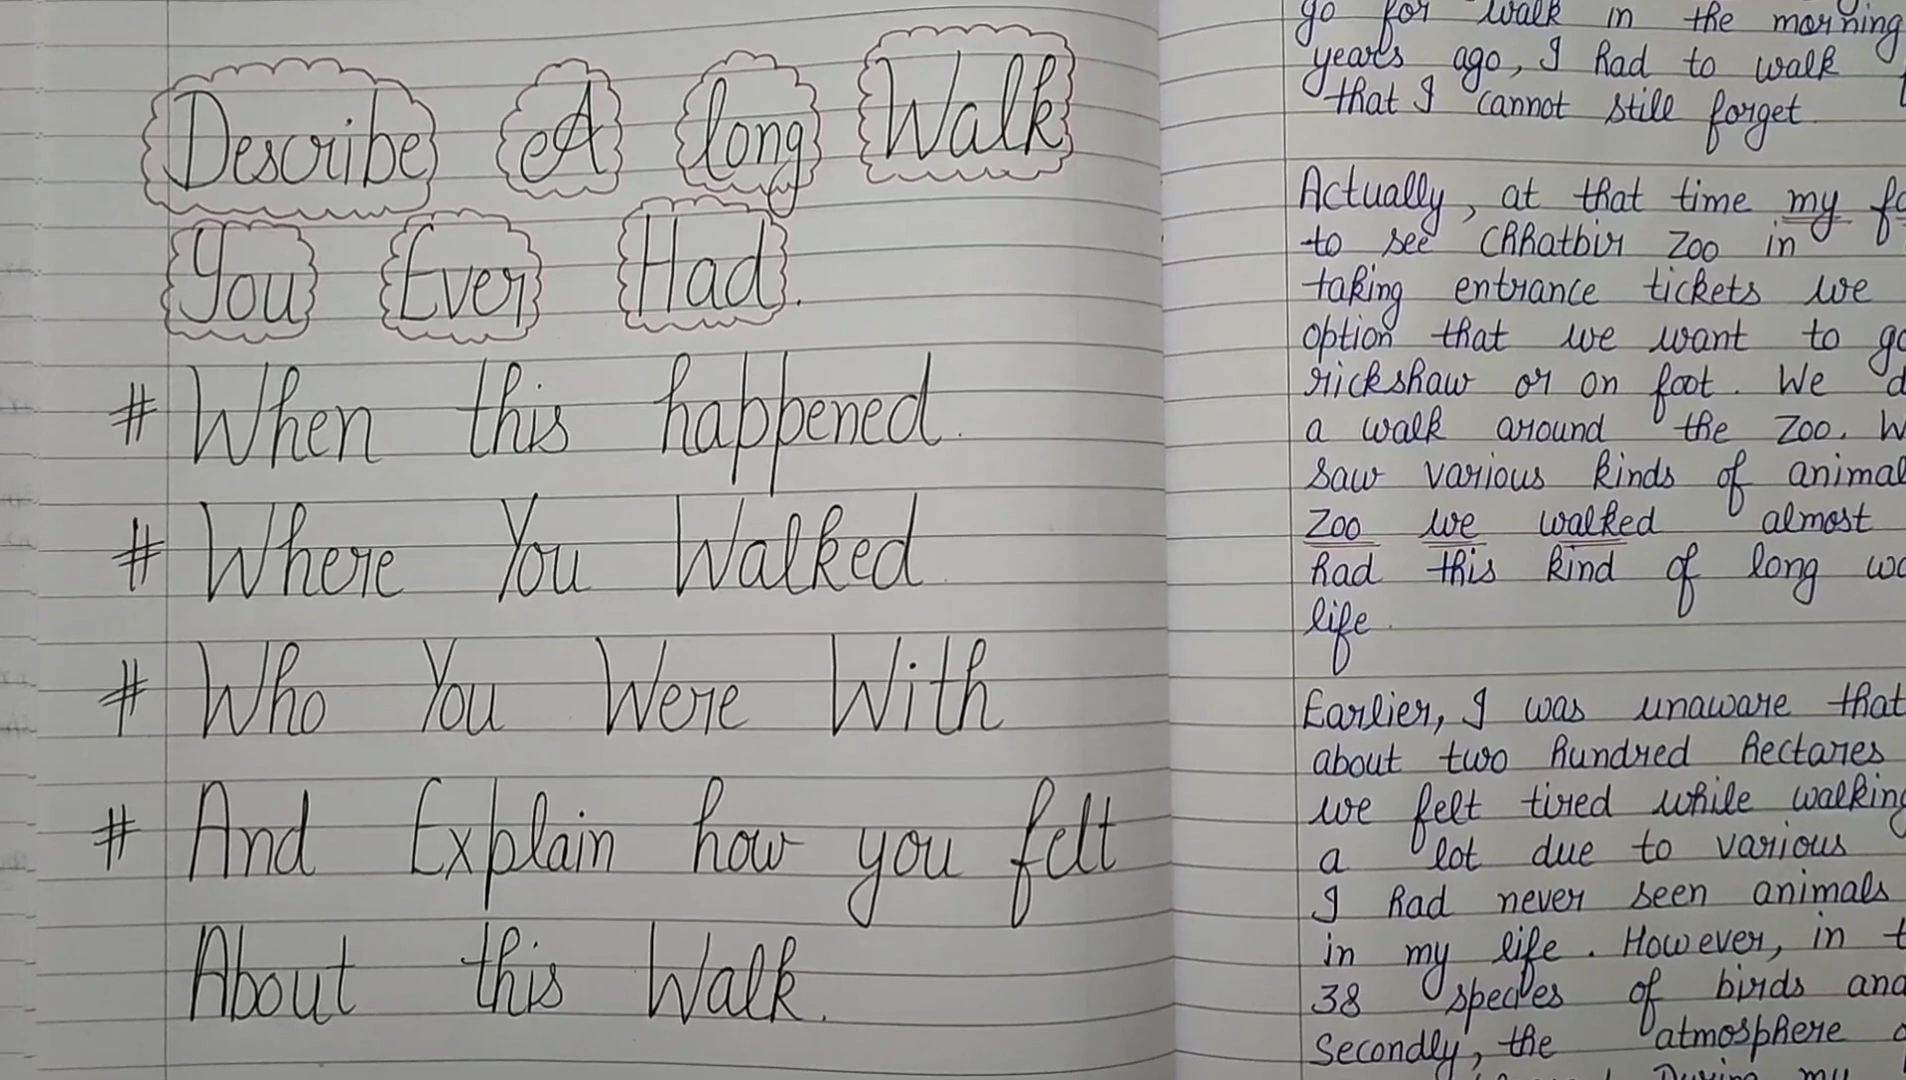 Describe A long Walk
You Ever Had.
# When this happened.
# Where You Walked
# Who You Were With
# And Explain how you felt
About this Walk.
go for walk in the morning
years ago, I had to walk
that I cannot still forget.
Actually, at that time my
to see Chhatbir Zoo in
taking entrance tickets we
option that we want to go
rickshaw or on foot. We
a walk around the Zoo.
saw various kinds of animal
Zoo we walked almost
had this kind of long
life.
Earlier, I was unaware that
about two hundred hectares
we felt tired while walking
a lot due to various
I had never seen animals
in my life. However, in
38 species of birds and
Secondly, the atmosphere
During my